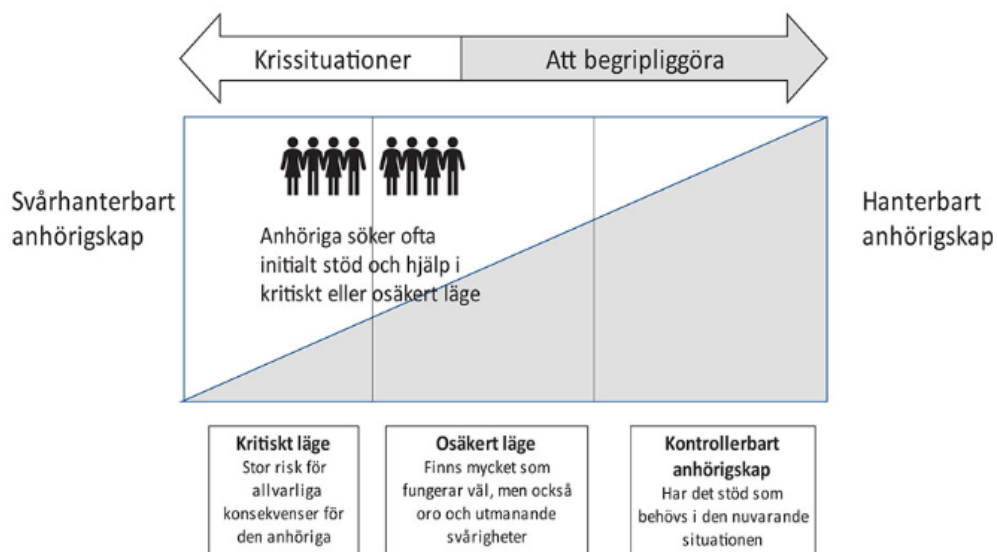 Krissituationer
Att begripliggöra
Svårhanterbart
anhörigskap
Anhöriga söker ofta
initialt stöd och hjälp i
kritiskt eller osäkert läge
Hanterbart
anhörigskap
Kritiskt läge
Stor risk för
allvarliga
konsekvenser för
den anhöriga
Osäkert läge
Finns mycket som
fungerar väl, men också
oro och utmanande
svårigheter
Kontrollerbart
anhörigskap
Har det stöd som
behövs i den nuvarande
situationen